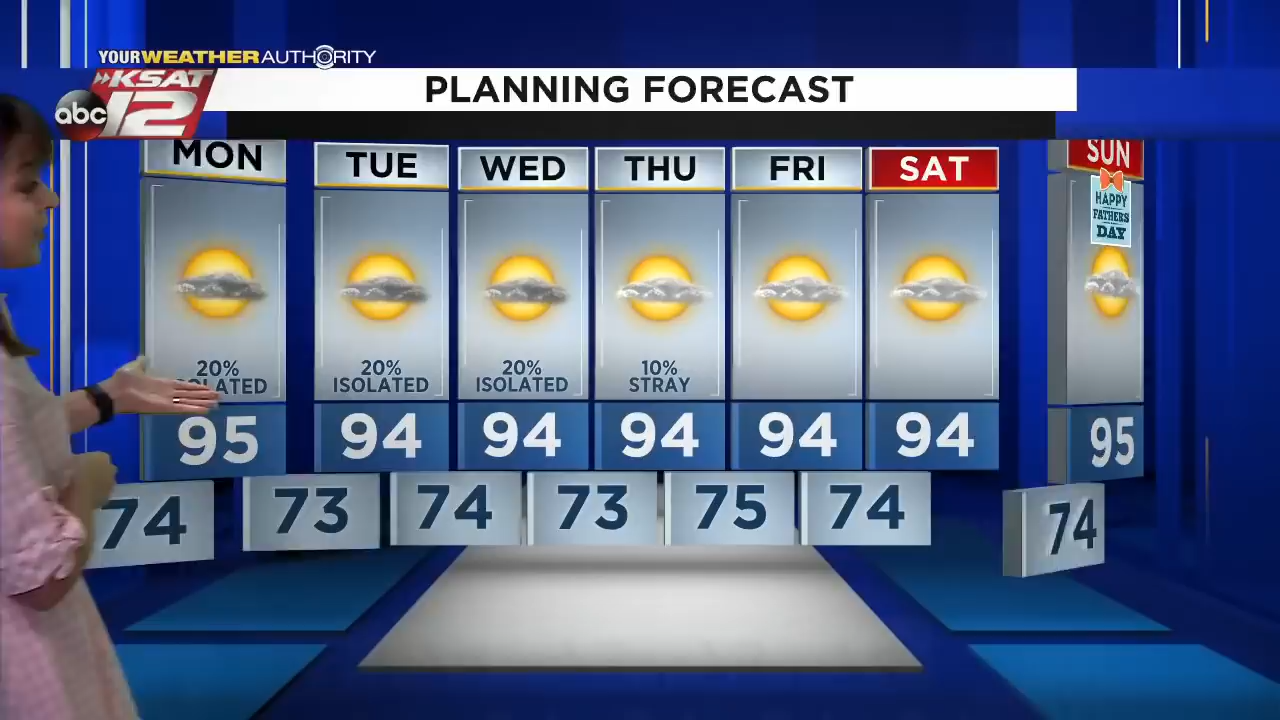 YOURWEATHERAUTHORITY
KSAT
abc 12
PLANNING FORECAST
MON TUE WED THU FRI SAT SUN
HAPPY
FATHERS
DAY
20% 20% 20% 10%
ISOLATED ISOLATED ISOLATED STRAY
95 94 94 94 94 94 95
74 73 74 73 75 74 74